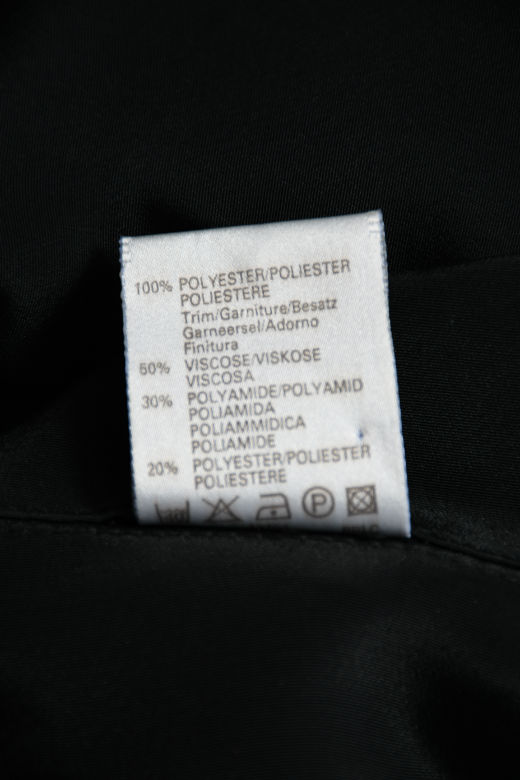 100% POLYESTER/POLIESTER
POLIESTERE
Trim/Garniture/Besatz
Garneersel/Adorno
Finitura
50% VISCOSE/VISKOSE
VISCOSA
30% POLYAMIDE/POLYAMID
POLIAMIDA
POLIAMMIDICA
POLIAMIDE
20% POLYESTER/POLIESTER
POLIESTERE
P